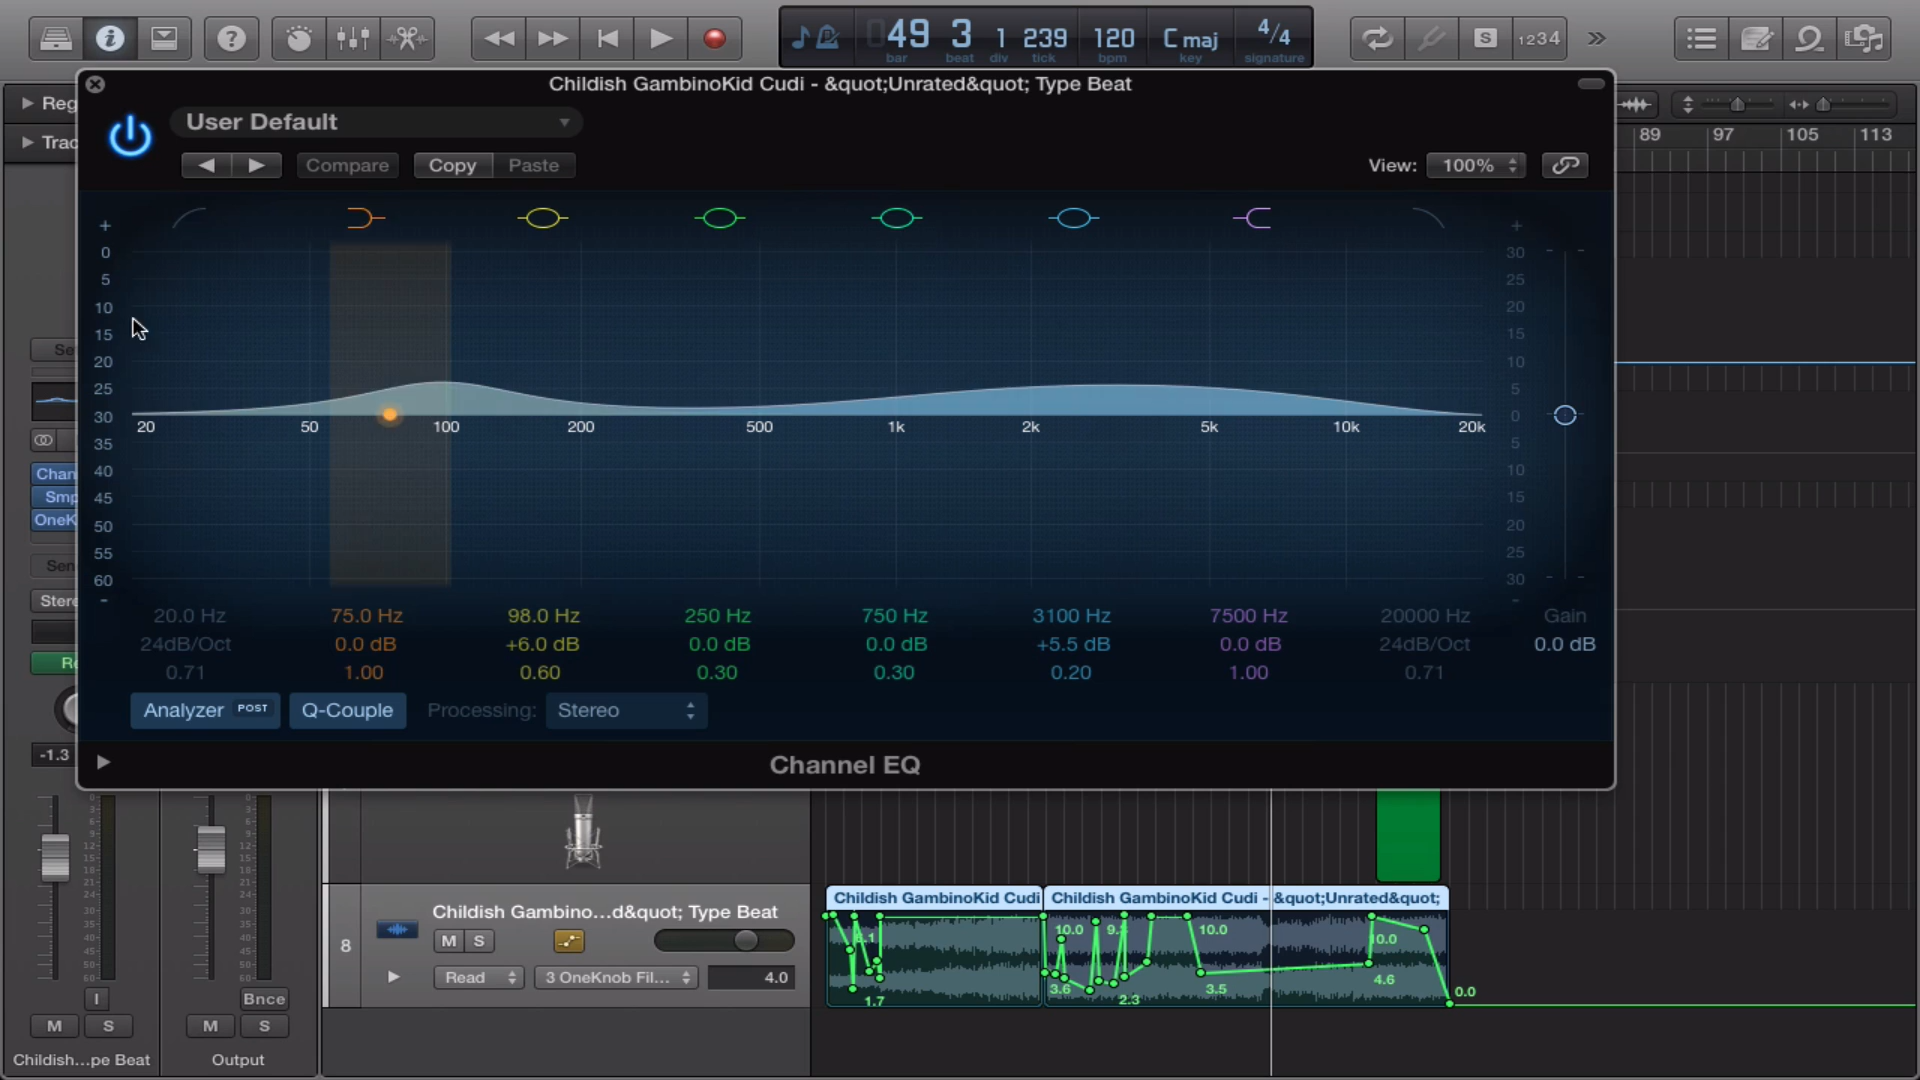 49 3 1 239 120 C maj 4/4
bar beat div tick bpm key signature
S 1234
Childish GambinoKid Cudi - &quot;Unrated&quot; Type Beat
User Default
Compare Copy Paste
View: 100%
Reg
Trac
89 97 105 113
+ +
0 30
5 25
10 20
15 15
20 10
25 5
30 0
35 5
40 10
45 15
50 20
55 25
60 30
- -
20 50 100 200 500 1k 2k 5k 10k 20k
20.0 Hz 75.0 Hz 98.0 Hz 250 Hz 750 Hz 3100 Hz 7500 Hz 20000 Hz Gain
24dB/Oct 0.0 dB +6.0 dB 0.0 dB 0.0 dB +5.5 dB 0.0 dB 24dB/Oct 0.0 dB
0.71 1.00 0.60 0.30 0.30 0.20 1.00 0.71
Analyzer POST Q-Couple Processing: Stereo
Channel EQ
Chan
Smp
OneK
Sen
Stere
-1.3
I Bnce
M S M S
Childish...pe Beat Output
8
Childish Gambino...d&quot; Type Beat
M S
Read 3 OneKnob Fil... 4.0
Childish GambinoKid Cudi
Childish GambinoKid Cudi - &quot;Unrated&quot;
1.7
10.0 10.0 10.0
3.6 2.3 3.5 4.6 0.0